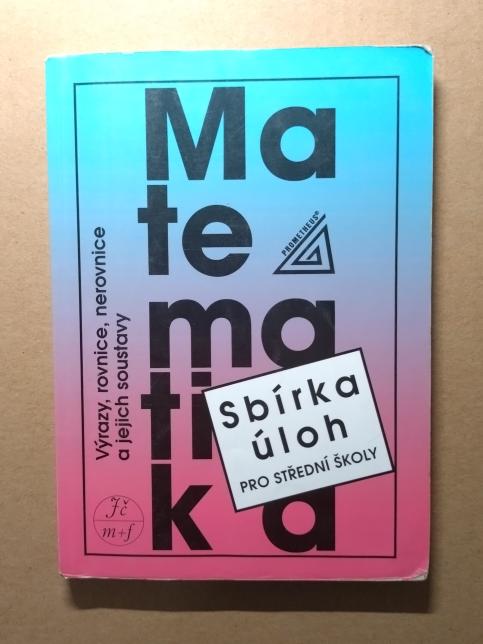 Ma
te
ma
ti
ka
PROMETHEUS®
Výrazy, rovnice, nerovnice
a jejich soustavy
Sbírka
úloh
PRO STŘEDNÍ ŠKOLY
Jč
m+f